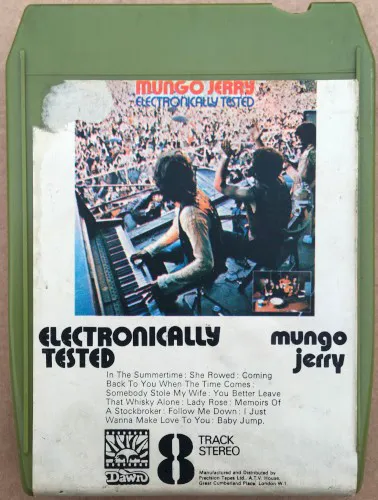 MUNGO JERRY
ELECTRONICALLY TESTED
ELECTRONICALLY
TESTED
mungo
jerry
In The Summertime : She Rowed : Coming
Back To You When The Time Comes :
Somebody Stole My Wife : You Better Leave
That Whisky Alone : Lady Rose : Memoirs Of
A Stockbroker : Follow Me Down : I Just
Wanna Make Love To You : Baby Jump.
Dawn
8
TRACK
STEREO
Manufactured and Distributed by
Precision Tapes Ltd., A.T.V. House,
Great Cumberland Place, London W.1.